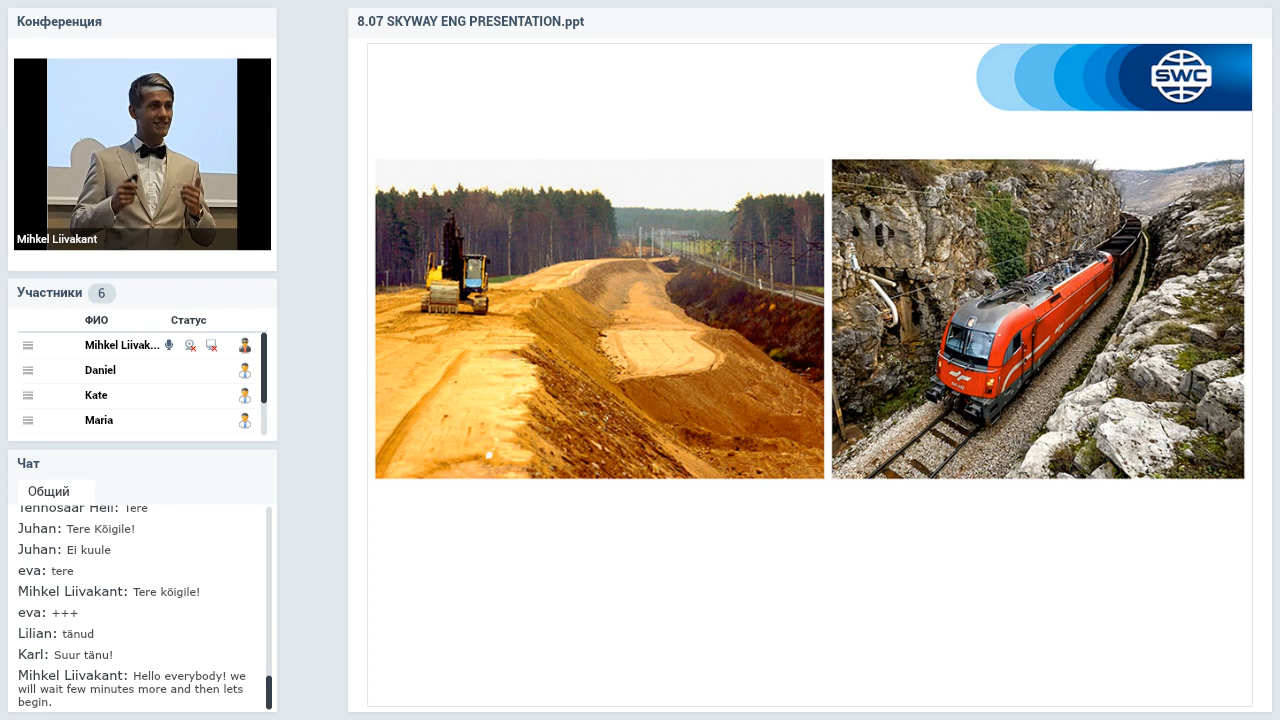 Конференция
Mihkel Liivakant
Участники 6
ФИО Статус
Mihkel Liivak...
Daniel
Kate
Maria
Чат
Общий
Tennosaar Heli: Tere
Juhan: Tere Kõigile!
Juhan: Ei kuule
eva: tere
Mihkel Liivakant: Tere kõigile!
eva: +++
Lilian: tänud
Karl: Suur tänu!
Mihkel Liivakant: Hello everybody! we
will wait few minutes more and then lets
begin.
8.07 SKYWAY ENG PRESENTATION.ppt
SWC